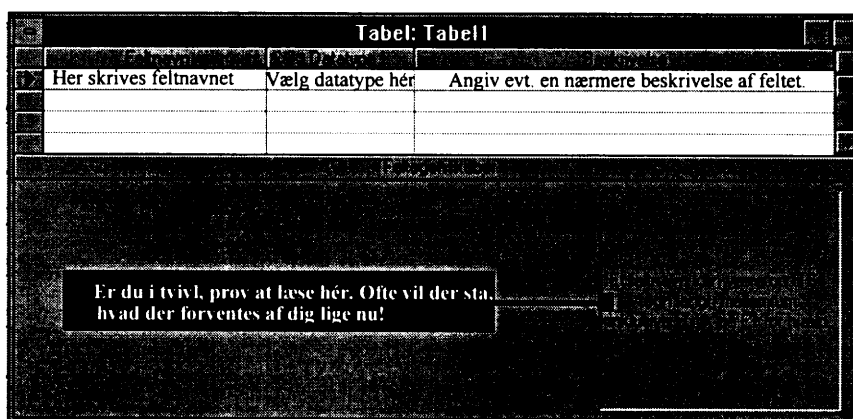 Tabel: Tabel1
Her skrives feltnavnet Vælg datatype hér Angiv evt. en nærmere beskrivelse af feltet.
Er du i tvivl, prøv at læse hér. Ofte vil der stå,
hvad der forventes af dig lige nu!